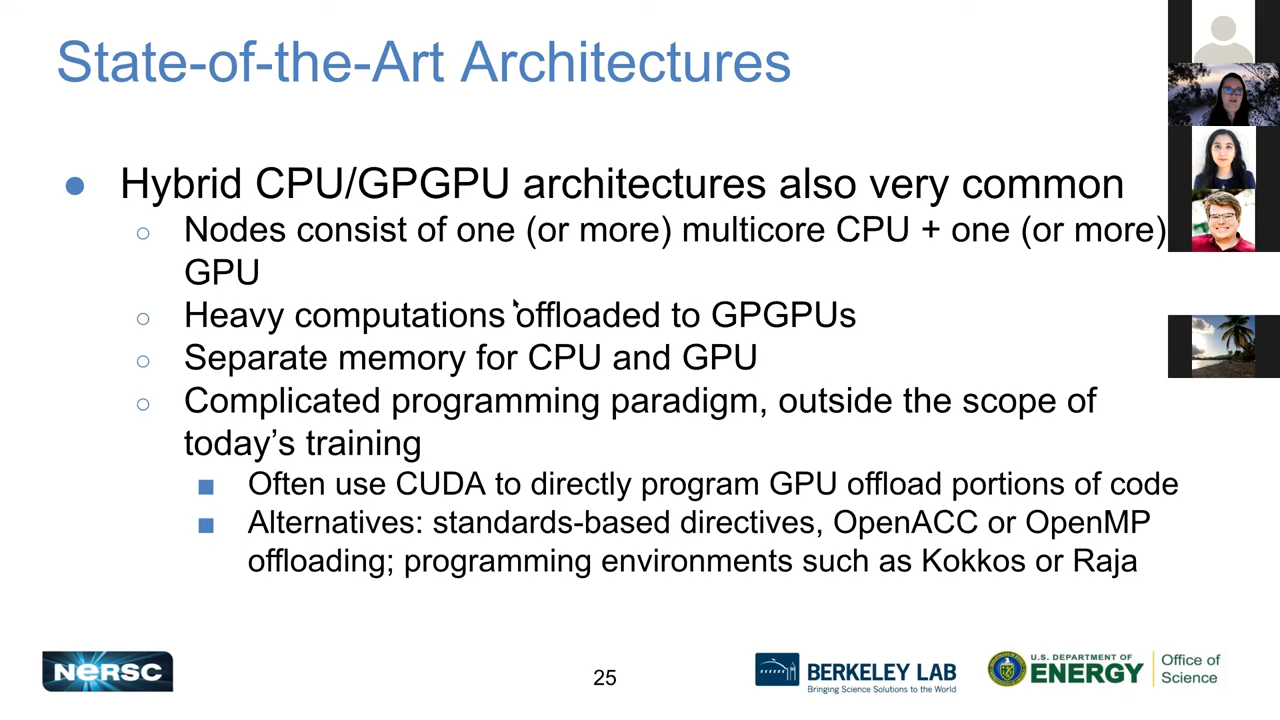 State-of-the-Art Architectures
Hybrid CPU/GPGPU architectures also very common
Nodes consist of one (or more) multicore CPU + one (or more)
GPU
Heavy computations offloaded to GPGPUs
Separate memory for CPU and GPU
Complicated programming paradigm, outside the scope of
today’s training
Often use CUDA to directly program GPU offload portions of code
Alternatives: standards-based directives, OpenACC or OpenMP
offloading; programming environments such as Kokkos or Raja
NERSC
25
BERKELEY LAB
Bringing Science Solutions to the World
U.S. DEPARTMENT OF
ENERGY
Office of
Science